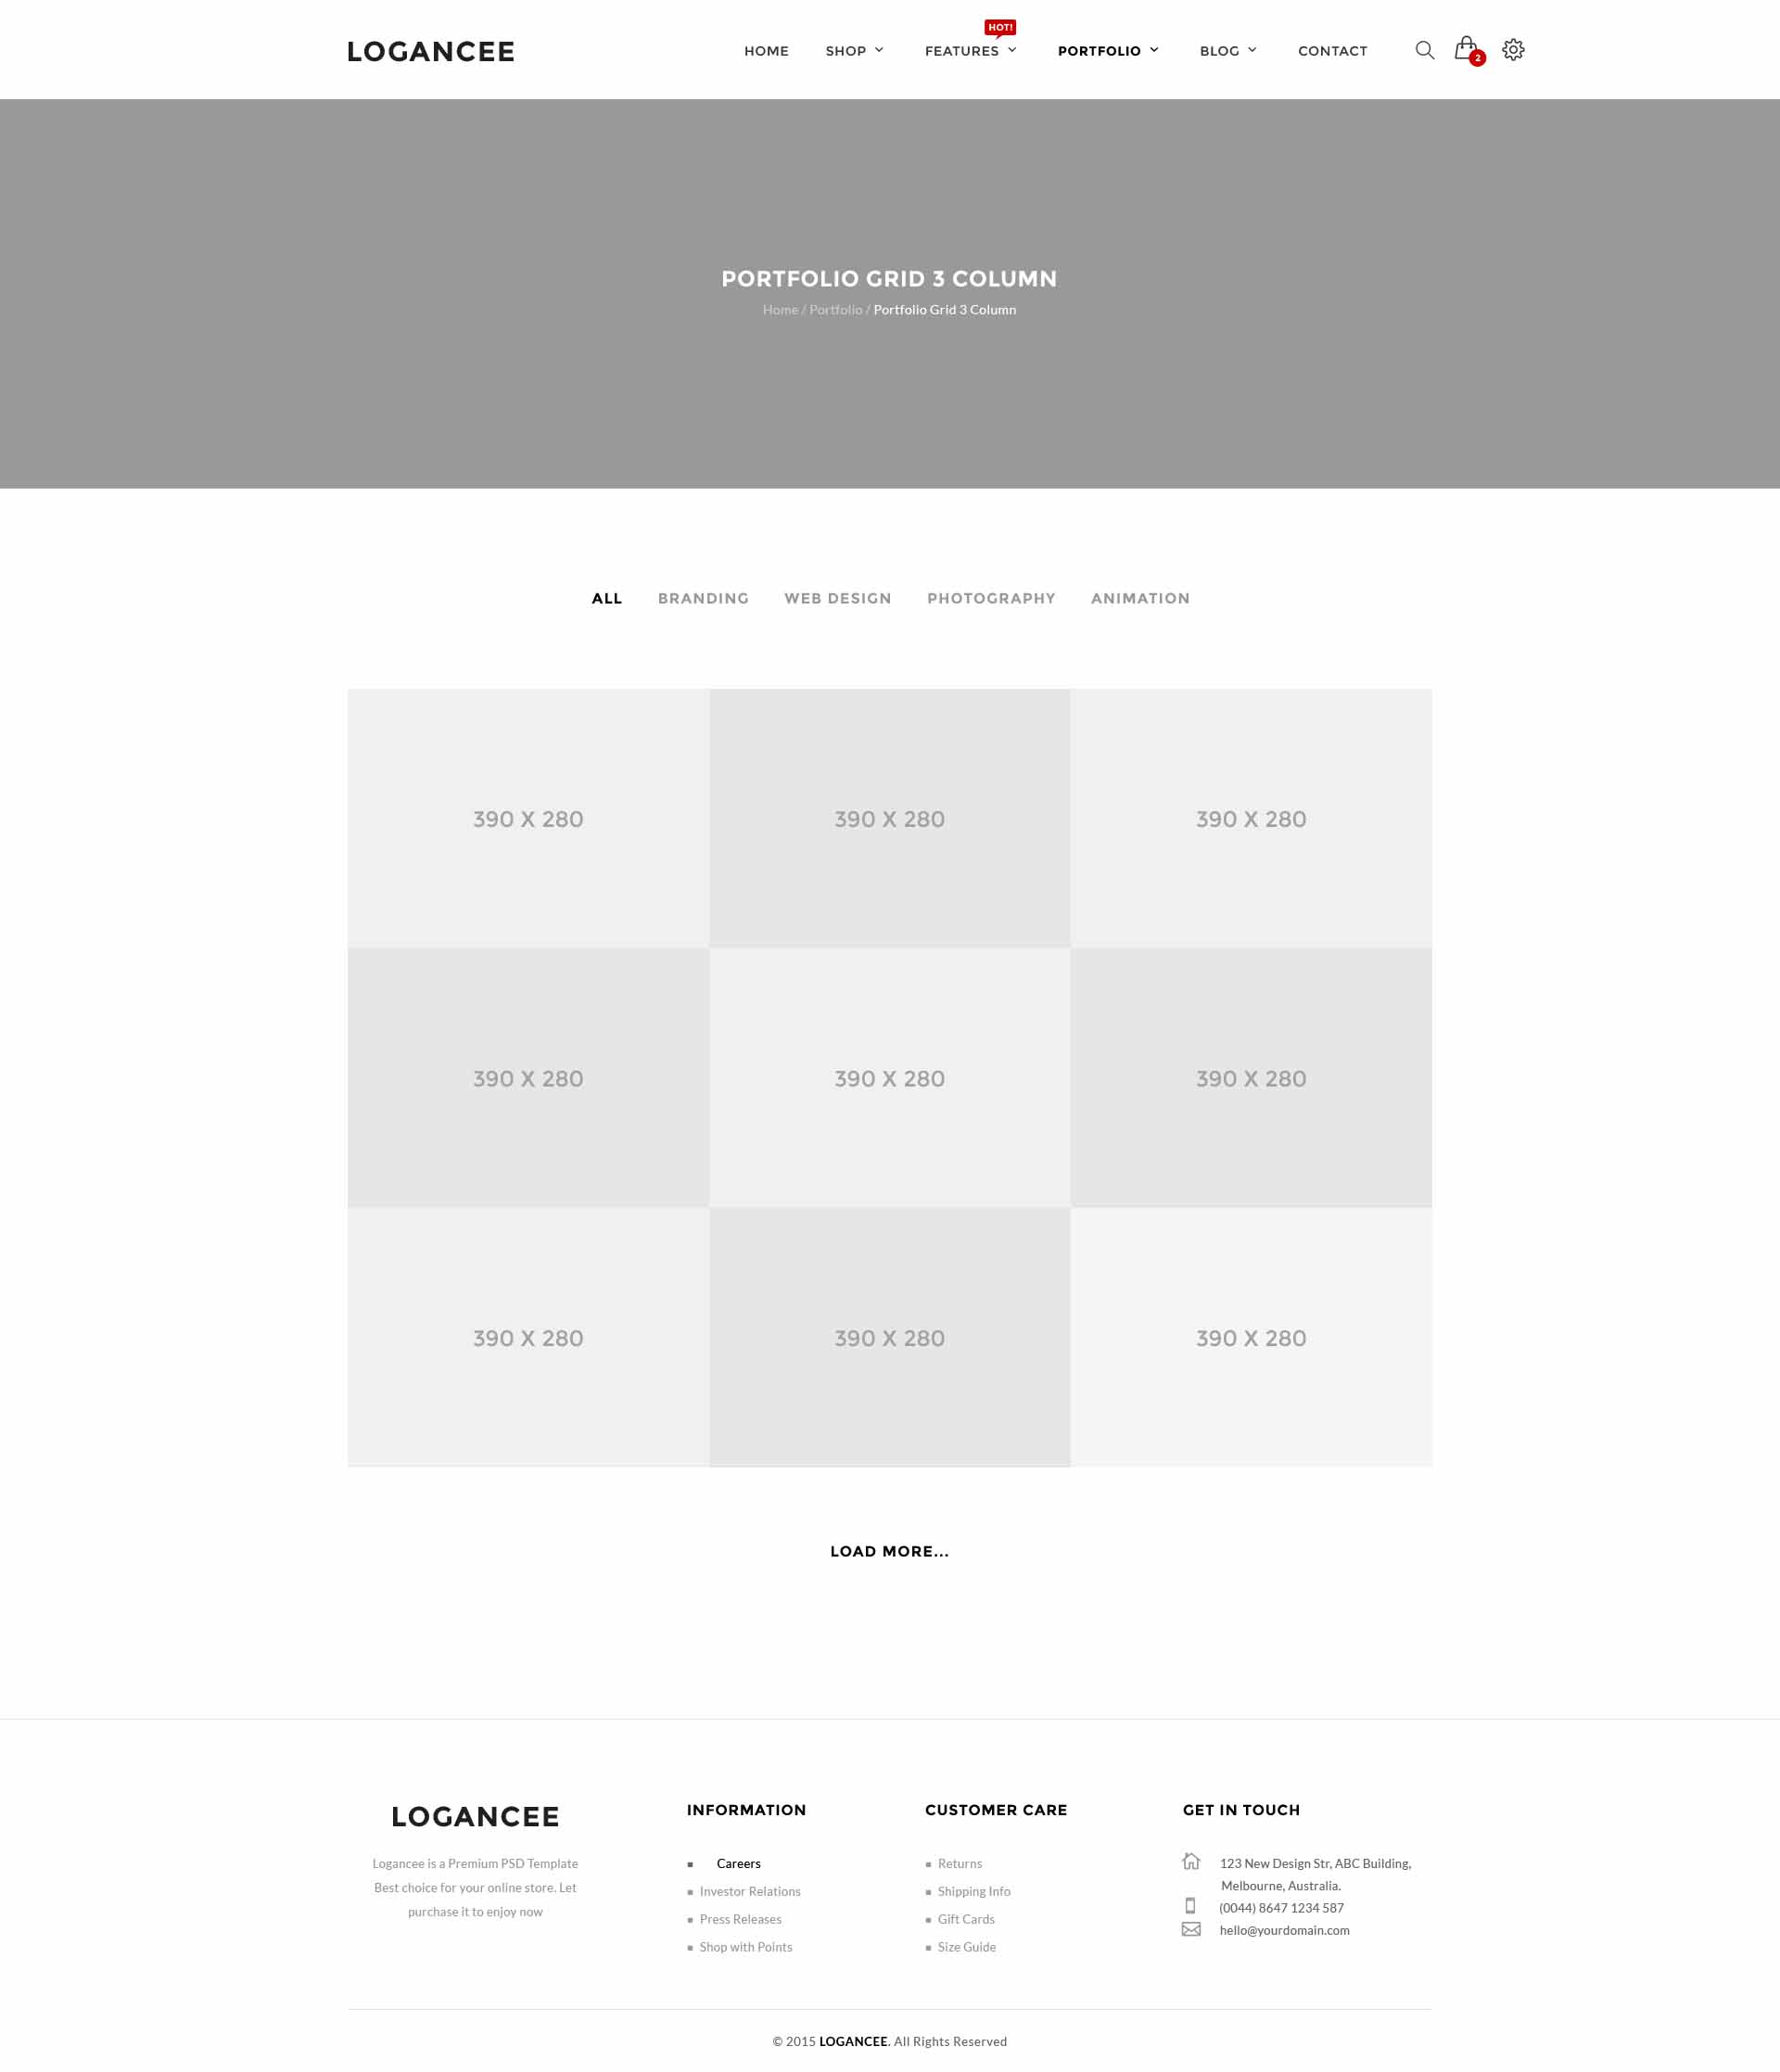 LOGANCEE
HOME SHOP FEATURES HOT! PORTFOLIO BLOG CONTACT 2
PORTFOLIO GRID 3 COLUMN
Home / Portfolio / Portfolio Grid 3 Column
ALL BRANDING WEB DESIGN PHOTOGRAPHY ANIMATION
390 X 280 390 X 280 390 X 280
390 X 280 390 X 280 390 X 280
390 X 280 390 X 280 390 X 280
LOAD MORE...
LOGANCEE
Logancee is a Premium PSD Template
Best choice for your online store. Let
purchase it to enjoy now
INFORMATION
Careers
Investor Relations
Press Releases
Shop with Points
CUSTOMER CARE
Returns
Shipping Info
Gift Cards
Size Guide
GET IN TOUCH
123 New Design Str, ABC Building,
Melbourne, Australia.
(0044) 8647 1234 587
hello@yourdomain.com
© 2015 LOGANCEE. All Rights Reserved